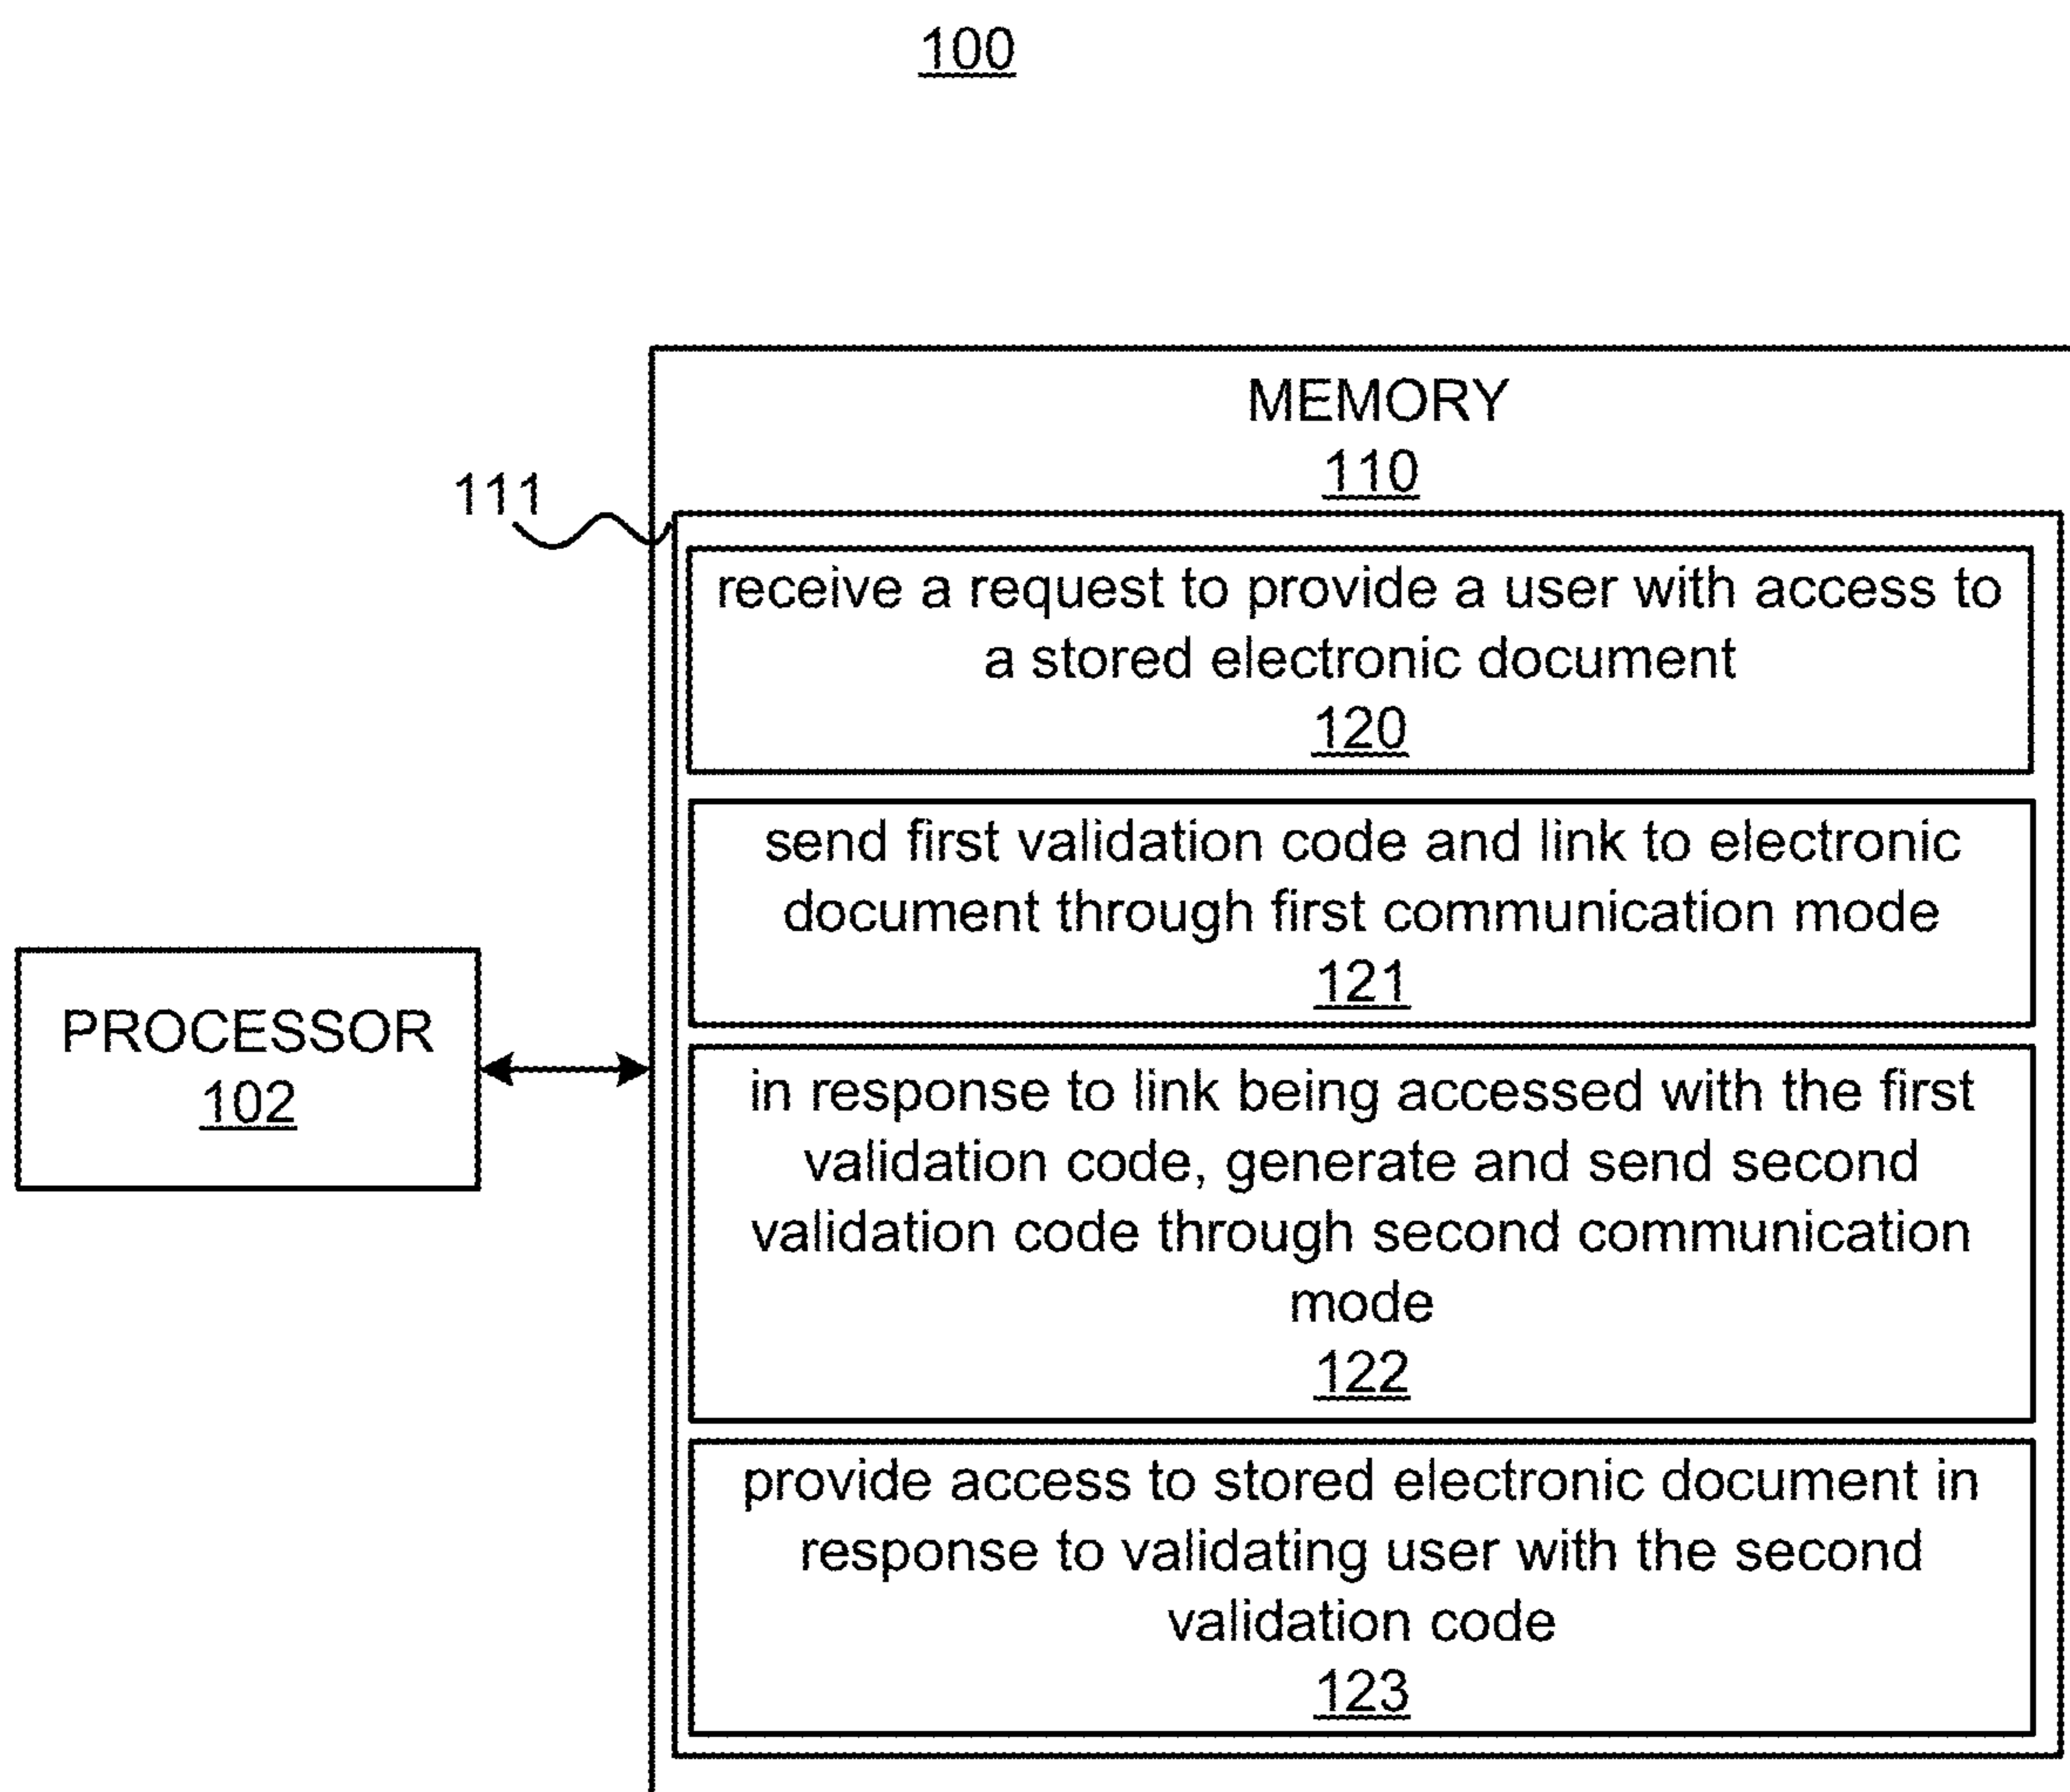 100
MEMORY
110
111
receive a request to provide a user with access to
a stored electronic document
120
send first validation code and link to electronic
document through first communication mode
121
PROCESSOR
102
in response to link being accessed with the first
validation code, generate and send second
validation code through second communication
mode
122
provide access to stored electronic document in
response to validating user with the second
validation code
123